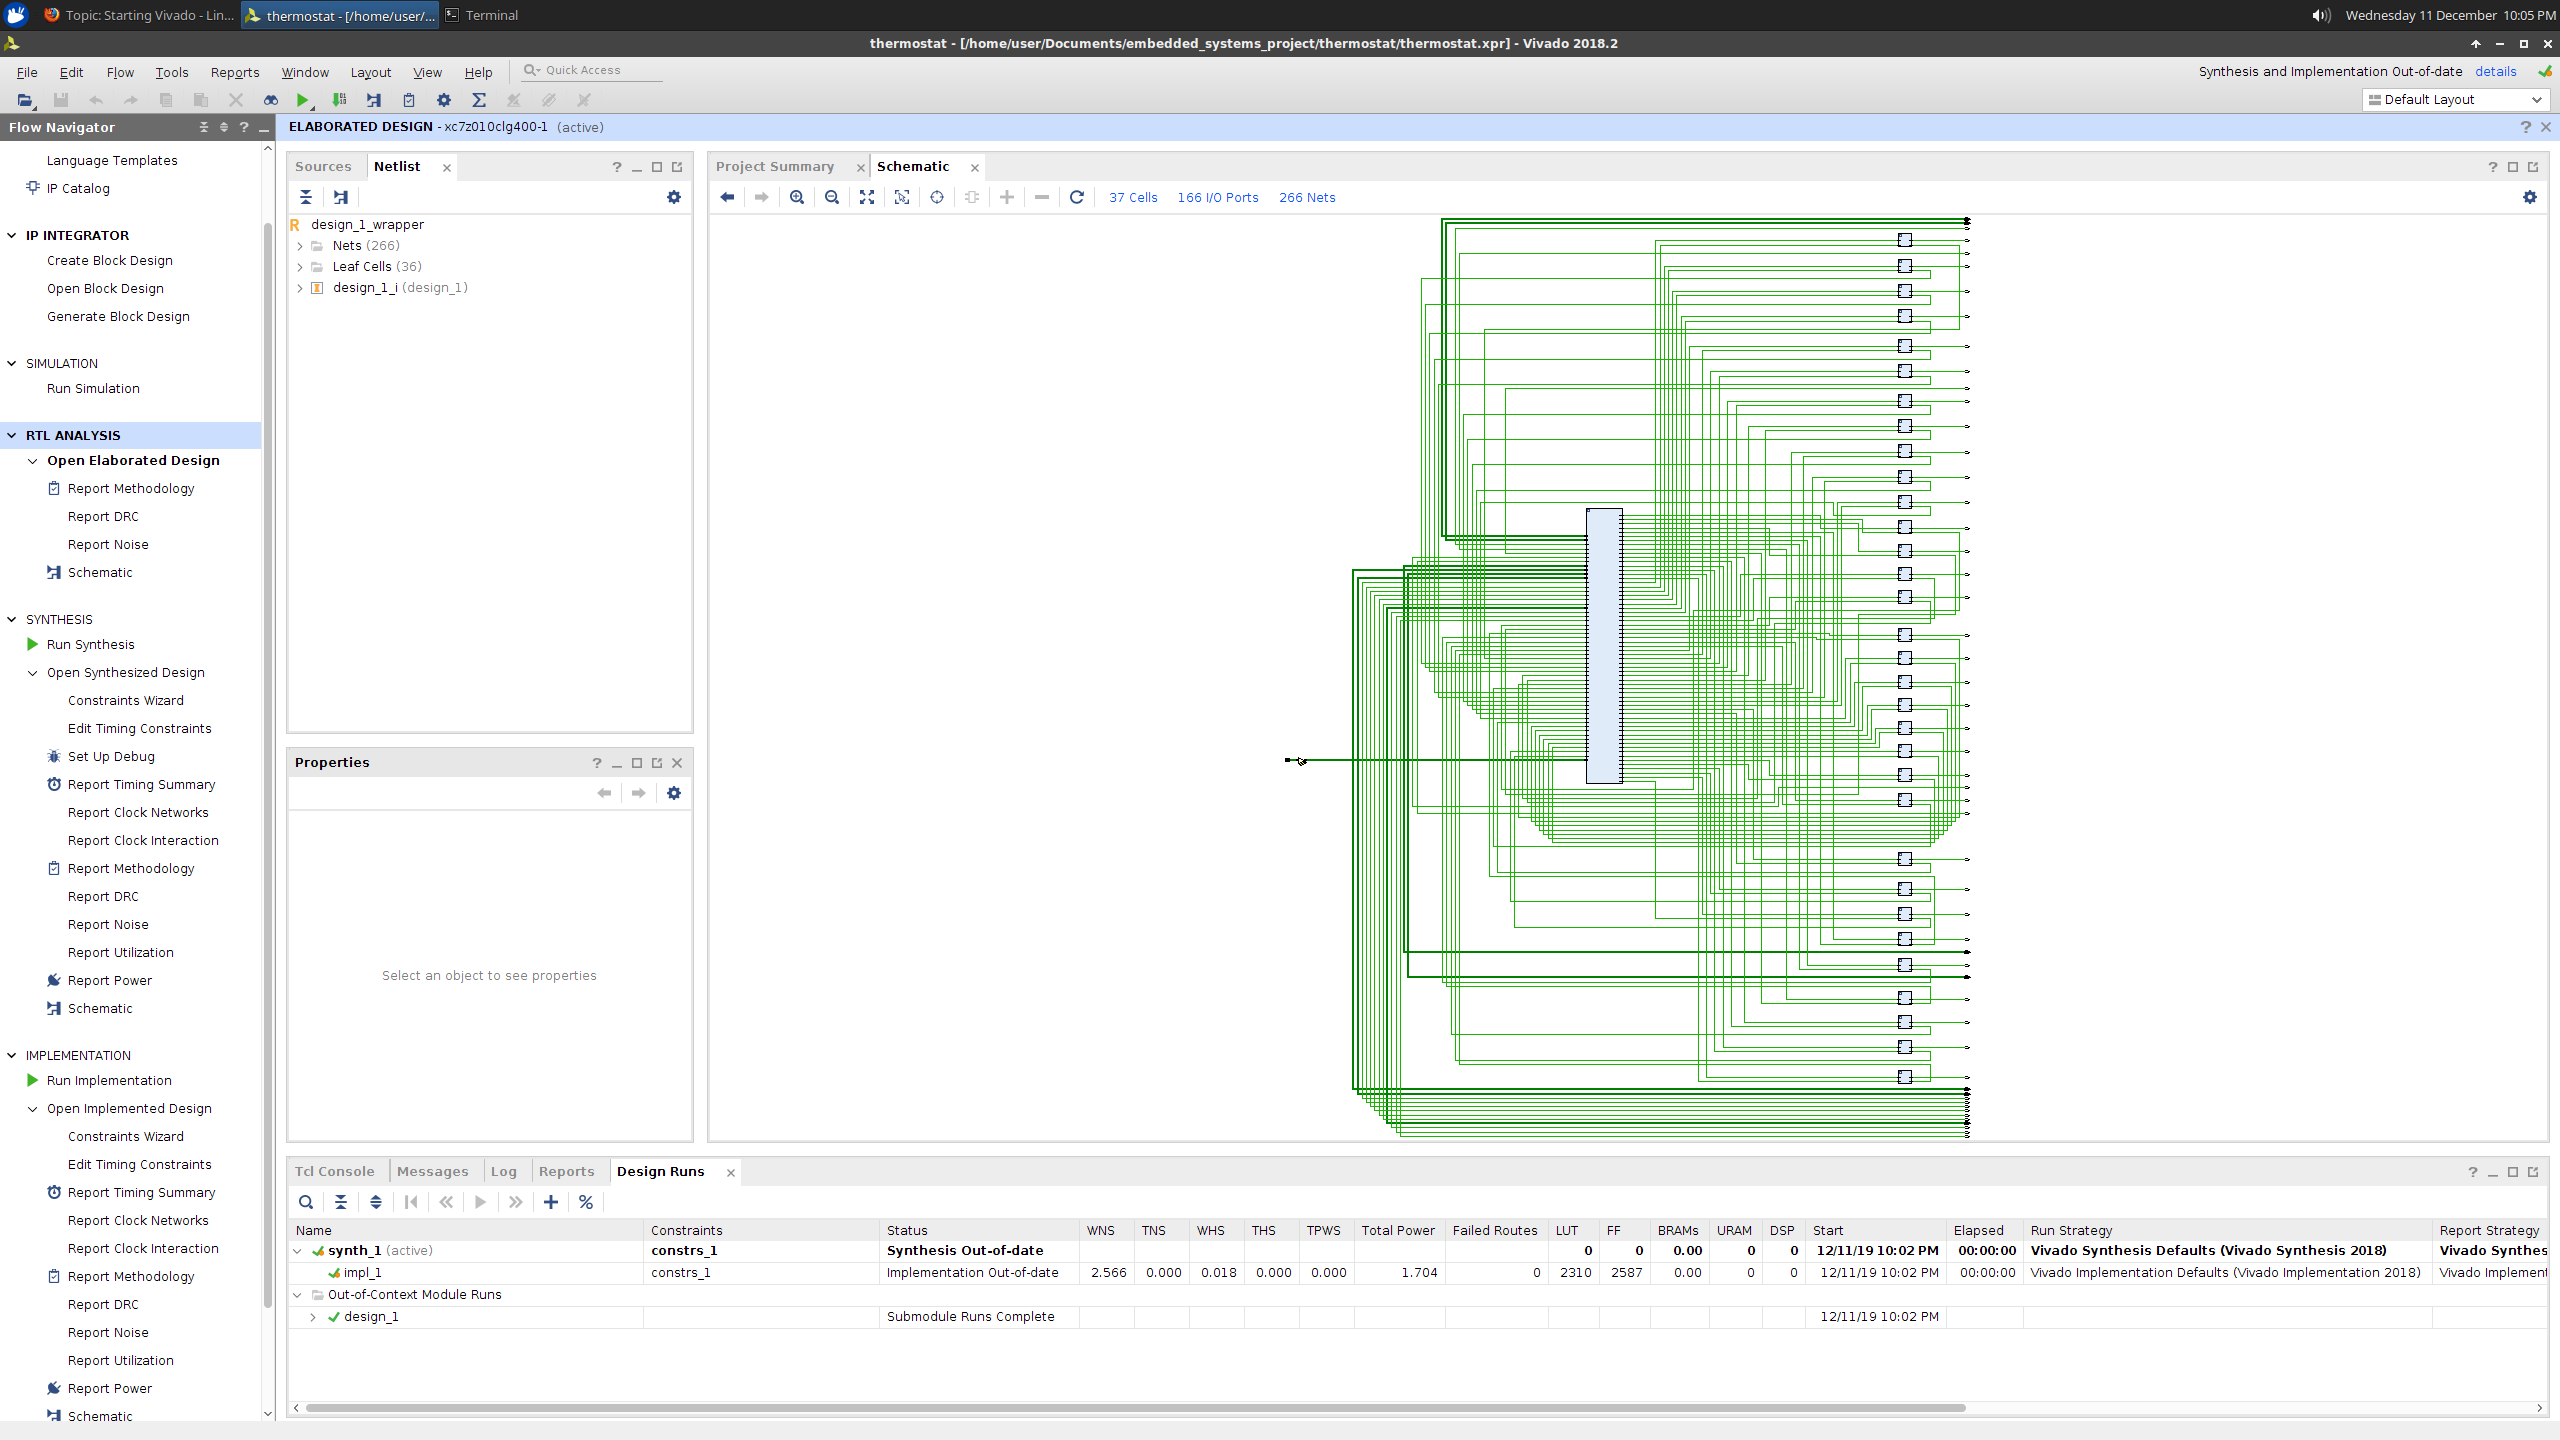 Topic: Starting Vivado - Lin...
thermostat - [/home/user/...
Terminal
Wednesday 11 December 10:05 PM
thermostat - [/home/user/Documents/embedded_systems_project/thermostat/thermostat.xpr] - Vivado 2018.2
File Edit Flow Tools Reports Window Layout View Help
Quick Access
Synthesis and Implementation Out-of-date details
Default Layout
Flow Navigator
ELABORATED DESIGN - xc7z010clg400-1 (active)
Language Templates
IP Catalog
IP INTEGRATOR
Create Block Design
Open Block Design
Generate Block Design
SIMULATION
Run Simulation
RTL ANALYSIS
Open Elaborated Design
Report Methodology
Report DRC
Report Noise
Schematic
SYNTHESIS
Run Synthesis
Open Synthesized Design
Constraints Wizard
Edit Timing Constraints
Set Up Debug
Report Timing Summary
Report Clock Networks
Report Clock Interaction
Report Methodology
Report DRC
Report Noise
Report Utilization
Report Power
Schematic
IMPLEMENTATION
Run Implementation
Open Implemented Design
Constraints Wizard
Edit Timing Constraints
Report Timing Summary
Report Clock Networks
Report Clock Interaction
Report Methodology
Report DRC
Report Noise
Report Utilization
Report Power
Schematic
Sources Netlist
design_1_wrapper
Nets (266)
Leaf Cells (36)
design_1_i (design_1)
Properties
Select an object to see properties
Project Summary Schematic
37 Cells 166 I/O Ports 266 Nets
Tcl Console Messages Log Reports Design Runs
Name Constraints Status WNS TNS WHS THS TPWS Total Power Failed Routes LUT FF BRAMs URAM DSP Start Elapsed Run Strategy Report Strategy
synth_1 (active) constrs_1 Synthesis Out-of-date 0 0 0.00 0 0 12/11/19 10:02 PM 00:00:00 Vivado Synthesis Defaults (Vivado Synthesis 2018) Vivado Synthes
impl_1 constrs_1 Implementation Out-of-date 2.566 0.000 0.018 0.000 0.000 1.704 0 2310 2587 0.00 0 0 12/11/19 10:02 PM 00:00:00 Vivado Implementation Defaults (Vivado Implementation 2018) Vivado Implement
Out-of-Context Module Runs
design_1 Submodule Runs Complete 12/11/19 10:02 PM